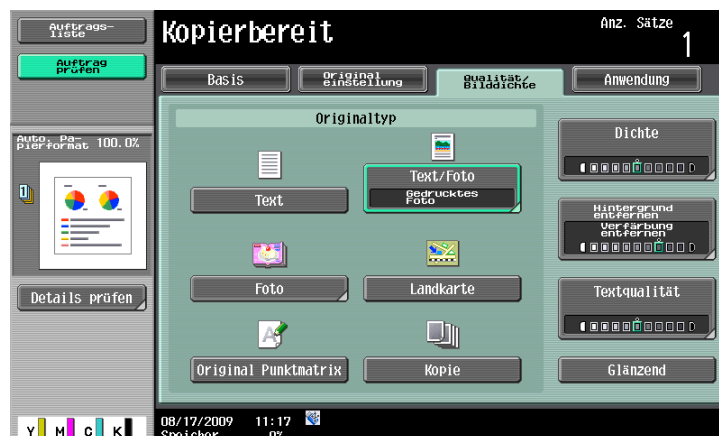 Auftrags-
liste
Kopierbereit
Anz. Sätze
1
Auftrag
prüfen
Basis
Original
einstellung
Qualität/
Bilddichte
Anwendung
Originaltyp
Auto. Pa-
pierformat 100.0%
1
Text
Text/Foto
Gedrucktes
Foto
Foto
Landkarte
Original Punktmatrix
Kopie
Dichte
Hintergrund
entfernen
Verfärbung
entfernen
Textqualität
Glänzend
Details prüfen
Y M C K
08/17/2009 11:17
Speicher 0%